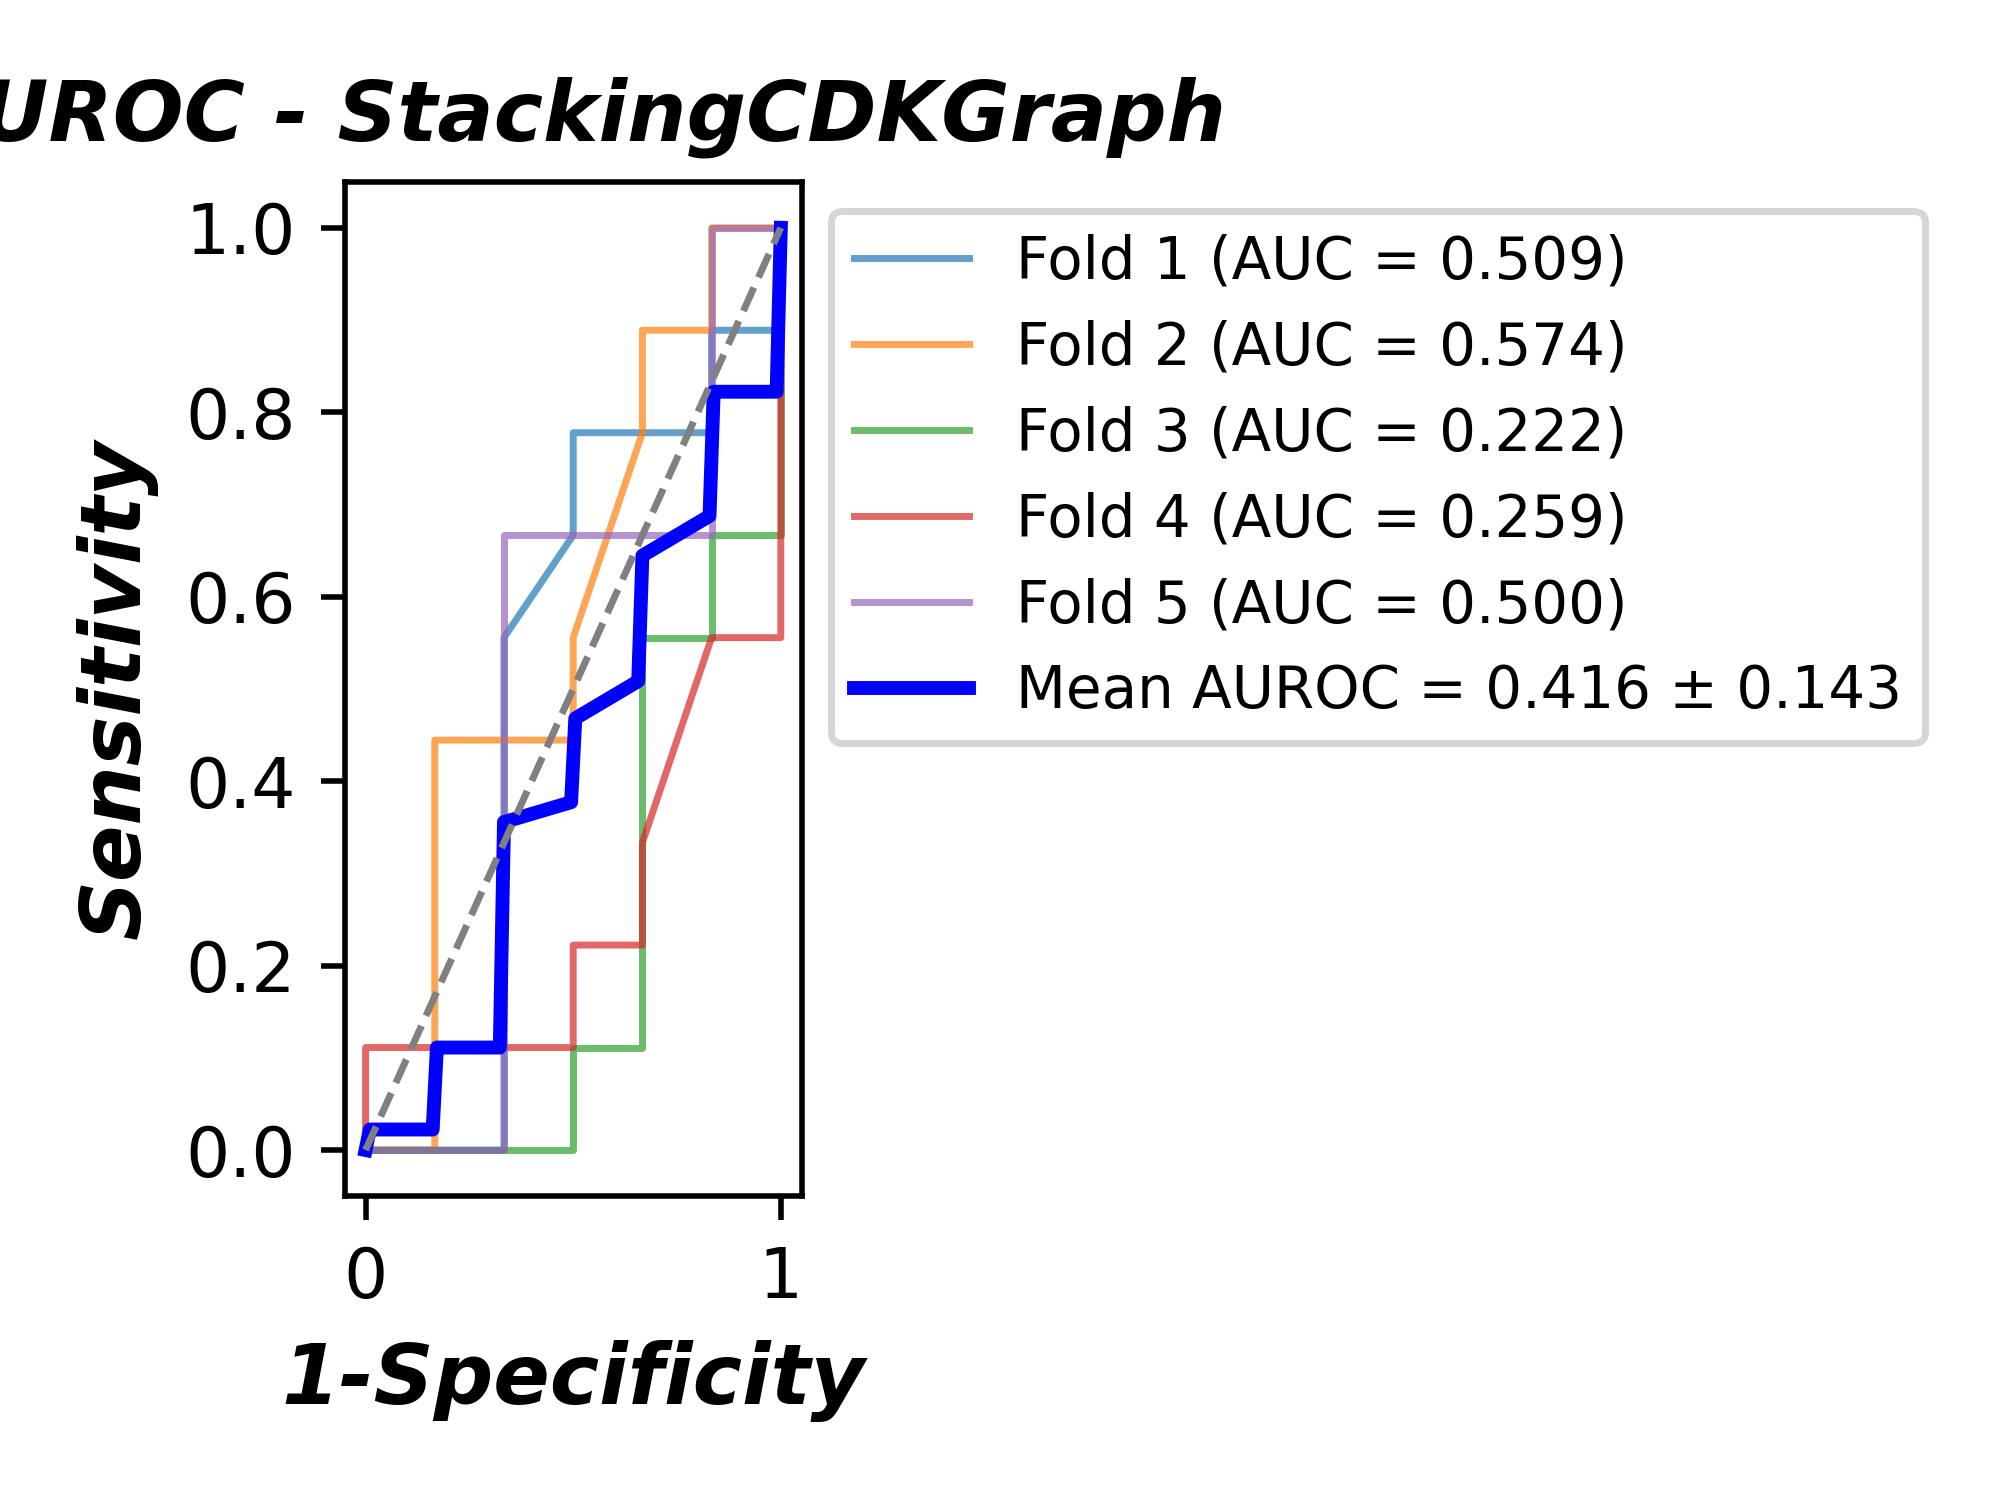 UROC - StackingCDKGraph
1.0
0.8
0.6
0.4
0.2
0.0
Sensitivity
0
1
1-Specificity
Fold 1 (AUC = 0.509)
Fold 2 (AUC = 0.574)
Fold 3 (AUC = 0.222)
Fold 4 (AUC = 0.259)
Fold 5 (AUC = 0.500)
Mean AUROC = 0.416 ± 0.143